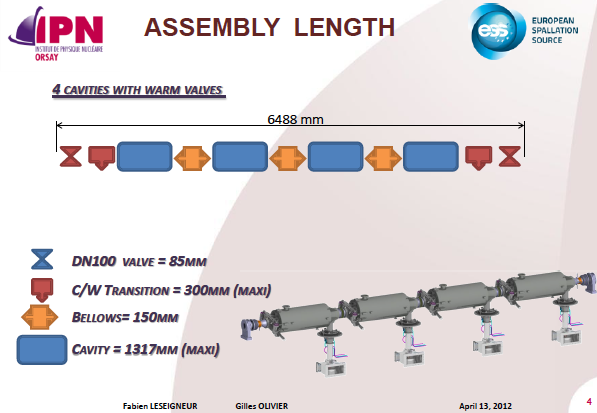 IPN
INSTITUT DE PHYSIQUE NUCLÉAIRE
ORSAY
ASSEMBLY LENGTH
ess
EUROPEAN
SPALLATION
SOURCE
4 CAVITIES WITH WARM VALVES
6488 mm
DN100 VALVE = 85MM
C/W TRANSITION = 300MM (MAXI)
BELLOWS= 150MM
CAVITY = 1317MM (MAXI)
Fabien LESEIGNEUR Gilles OLIVIER April 13, 2012
4